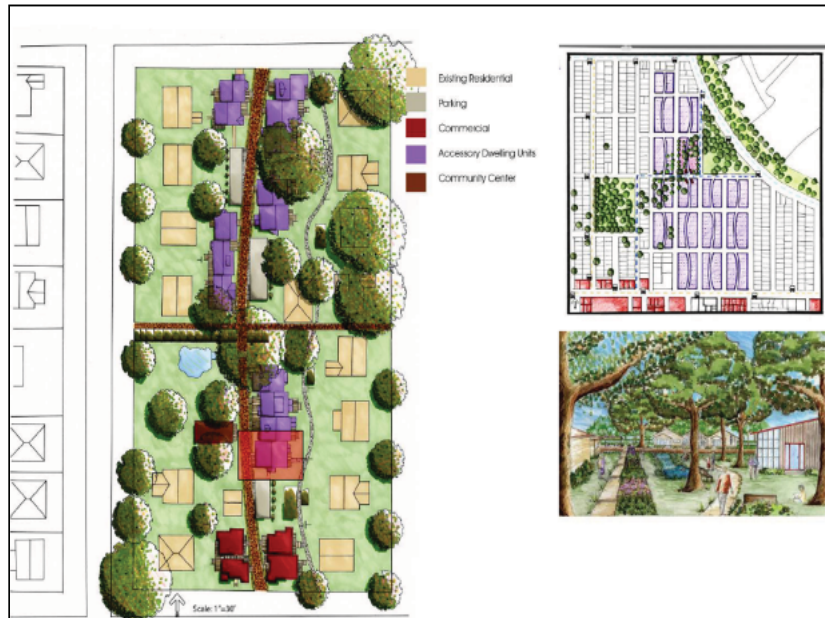 Existing Residential
Parking
Commercial
Accessory Dwelling Units
Community Center
Scale: 1"=30'